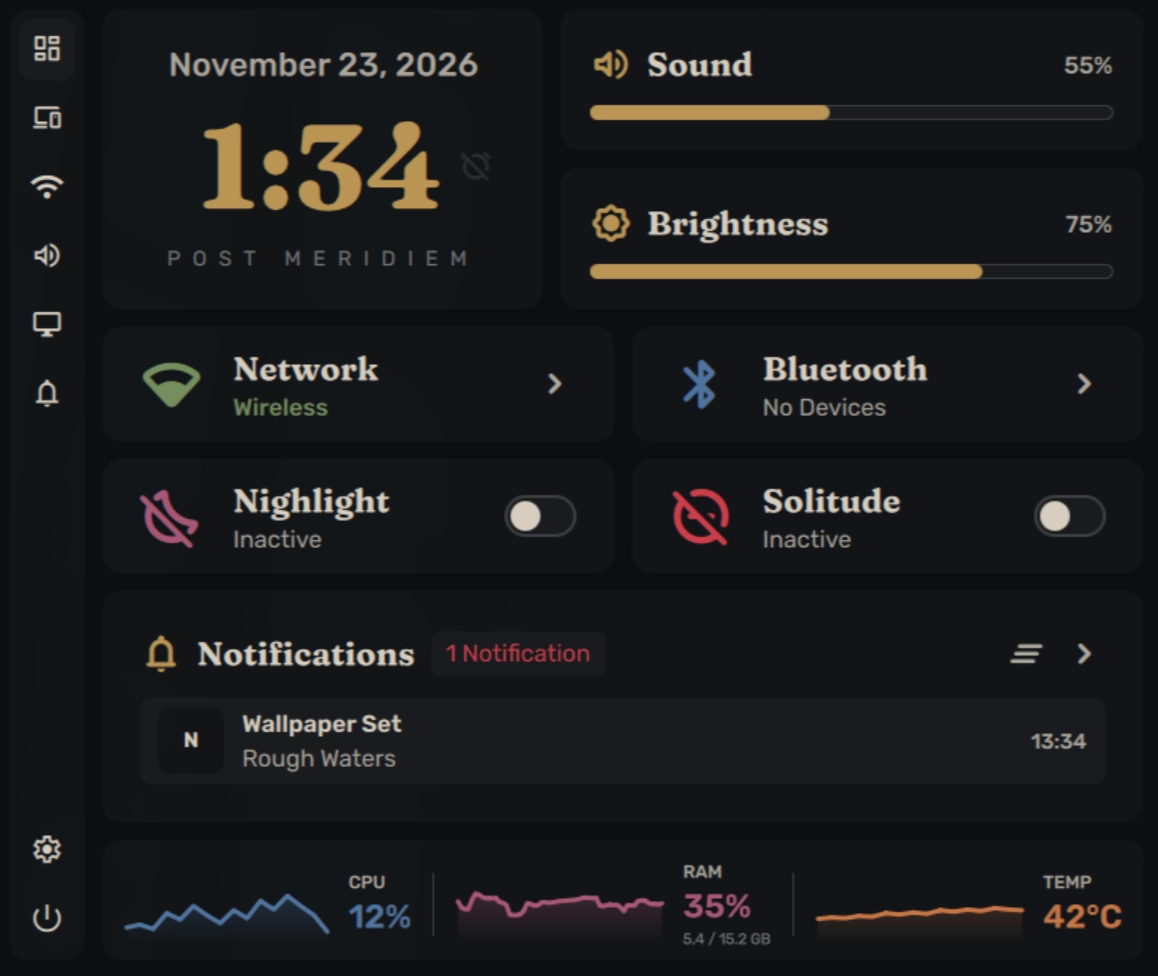 November 23, 2026
1:34
POST MERIDIEM
Sound
55%
Brightness
75%
Network
Wireless
Bluetooth
No Devices
Nighlight
Inactive
Solitude
Inactive
Notifications
1 Notification
N
Wallpaper Set
Rough Waters
13:34
CPU
12%
RAM
35%
5.4 / 15.2 GB
TEMP
42°C